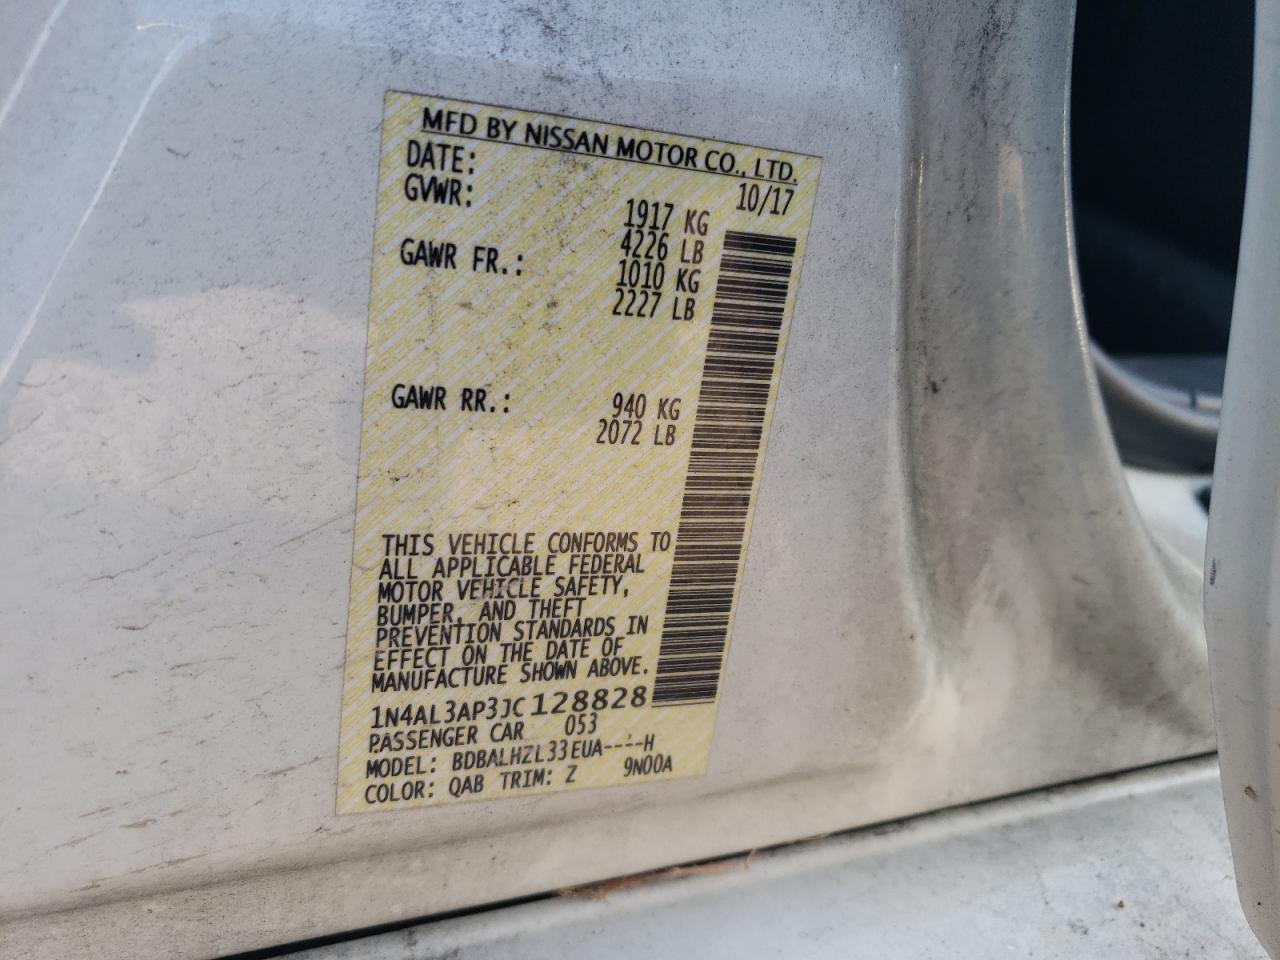 MFD BY NISSAN MOTOR CO., LTD.
DATE: 10/17
GVWR: 1917 KG
4226 LB
GAWR FR.: 1010 KG
2227 LB
GAWR RR.: 940 KG
2072 LB
THIS VEHICLE CONFORMS TO
ALL APPLICABLE FEDERAL
MOTOR VEHICLE SAFETY,
BUMPER, AND THEFT
PREVENTION STANDARDS IN
EFFECT ON THE DATE OF
MANUFACTURE SHOWN ABOVE.
1N4AL3AP3JC128828
PASSENGER CAR 053
MODEL: BDBALHZL33EUA----H
COLOR: QAB TRIM: Z 9N00A